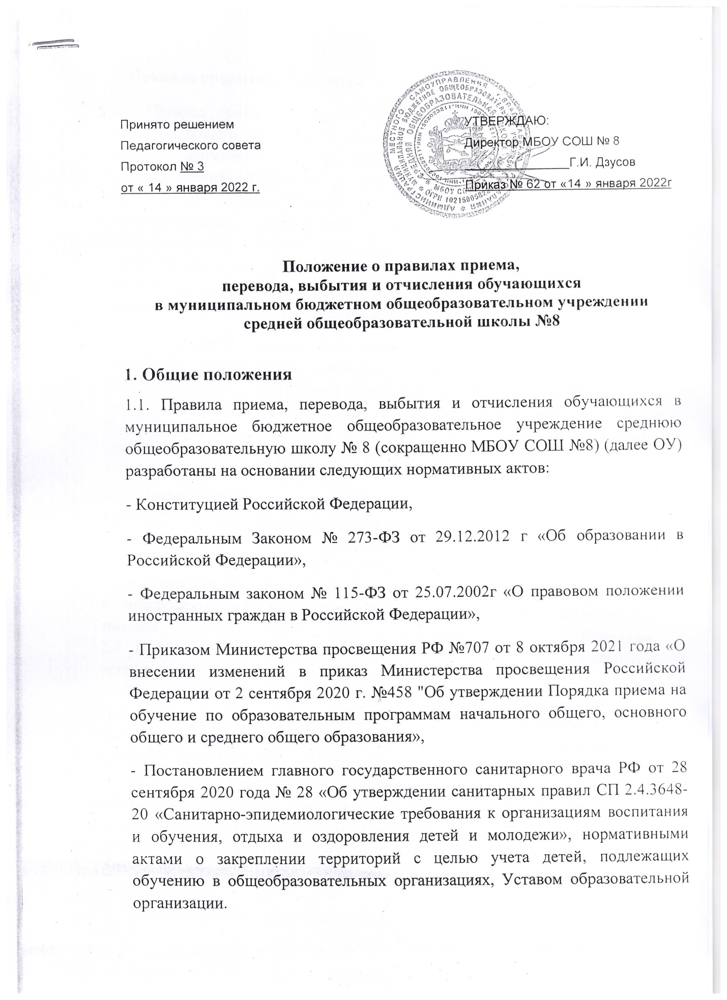 Принято решением
Педагогического совета
Протокол № 3
от « 14 » января 2022 г.
УТВЕРЖДАЮ:
Директор МБОУ СОШ № 8
Г.И. Дзусов
Приказ № 62 от «14 » января 2022г
МЕСТНОГО САМОУПРАВЛЕНИЯ
МУНИЦИПАЛЬНОЕ БЮДЖЕТНОЕ
СРЕДНЯЯ ОБЩЕОБРАЗОВАТЕЛЬНАЯ
Положение о правилах приема,
перевода, выбытия и отчисления обучающихся
в муниципальном бюджетном общеобразовательном учреждении
средней общеобразовательной школы №8
1. Общие положения
1.1. Правила приема, перевода, выбытия и отчисления обучающихся в
муниципальное бюджетное общеобразовательное учреждение среднюю
общеобразовательную школу № 8 (сокращенно МБОУ СОШ №8) (далее ОУ)
разработаны на основании следующих нормативных актов:
- Конституцией Российской Федерации,
- Федеральным Законом № 273-ФЗ от 29.12.2012 г «Об образовании в
Российской Федерации»,
- Федеральным законом № 115-ФЗ от 25.07.2002г «О правовом положении
иностранных граждан в Российской Федерации»,
- Приказом Министерства просвещения РФ №707 от 8 октября 2021 года «О
внесении изменений в приказ Министерства просвещения Российской
Федерации от 2 сентября 2020 г. №458 "Об утверждении Порядка приема на
обучение по образовательным программам начального общего, основного
общего и среднего общего образования»,
- Постановлением главного государственного санитарного врача РФ от 28
сентября 2020 года № 28 «Об утверждении санитарных правил СП 2.4.3648-
20 «Санитарно-эпидемиологические требования к организациям воспитания
и обучения, отдыха и оздоровления детей и молодежи», нормативными
актами о закреплении территорий с целью учета детей, подлежащих
обучению в общеобразовательных организациях, Уставом образовательной
организации.